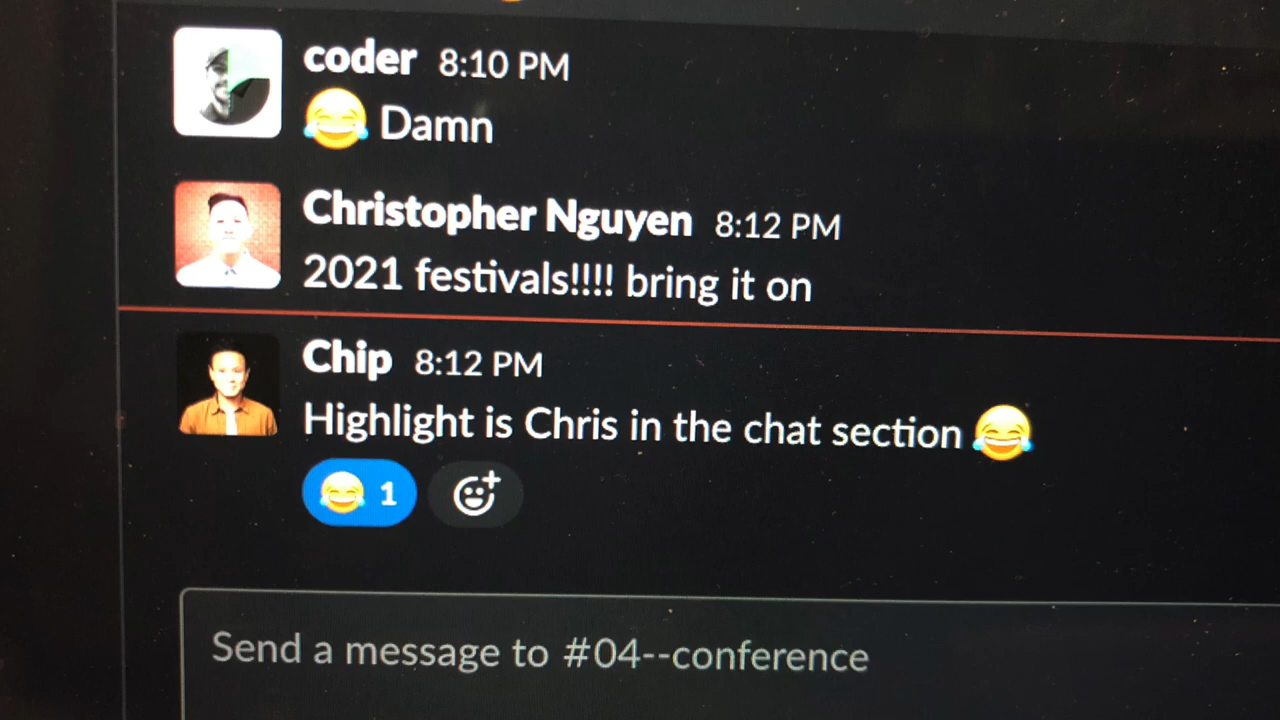 coder 8:10 PM
😂 Damn
Christopher Nguyen 8:12 PM
2021 festivals!!!! bring it on
Chip 8:12 PM
Highlight is Chris in the chat section 😂
😂 1
Send a message to #04--conference